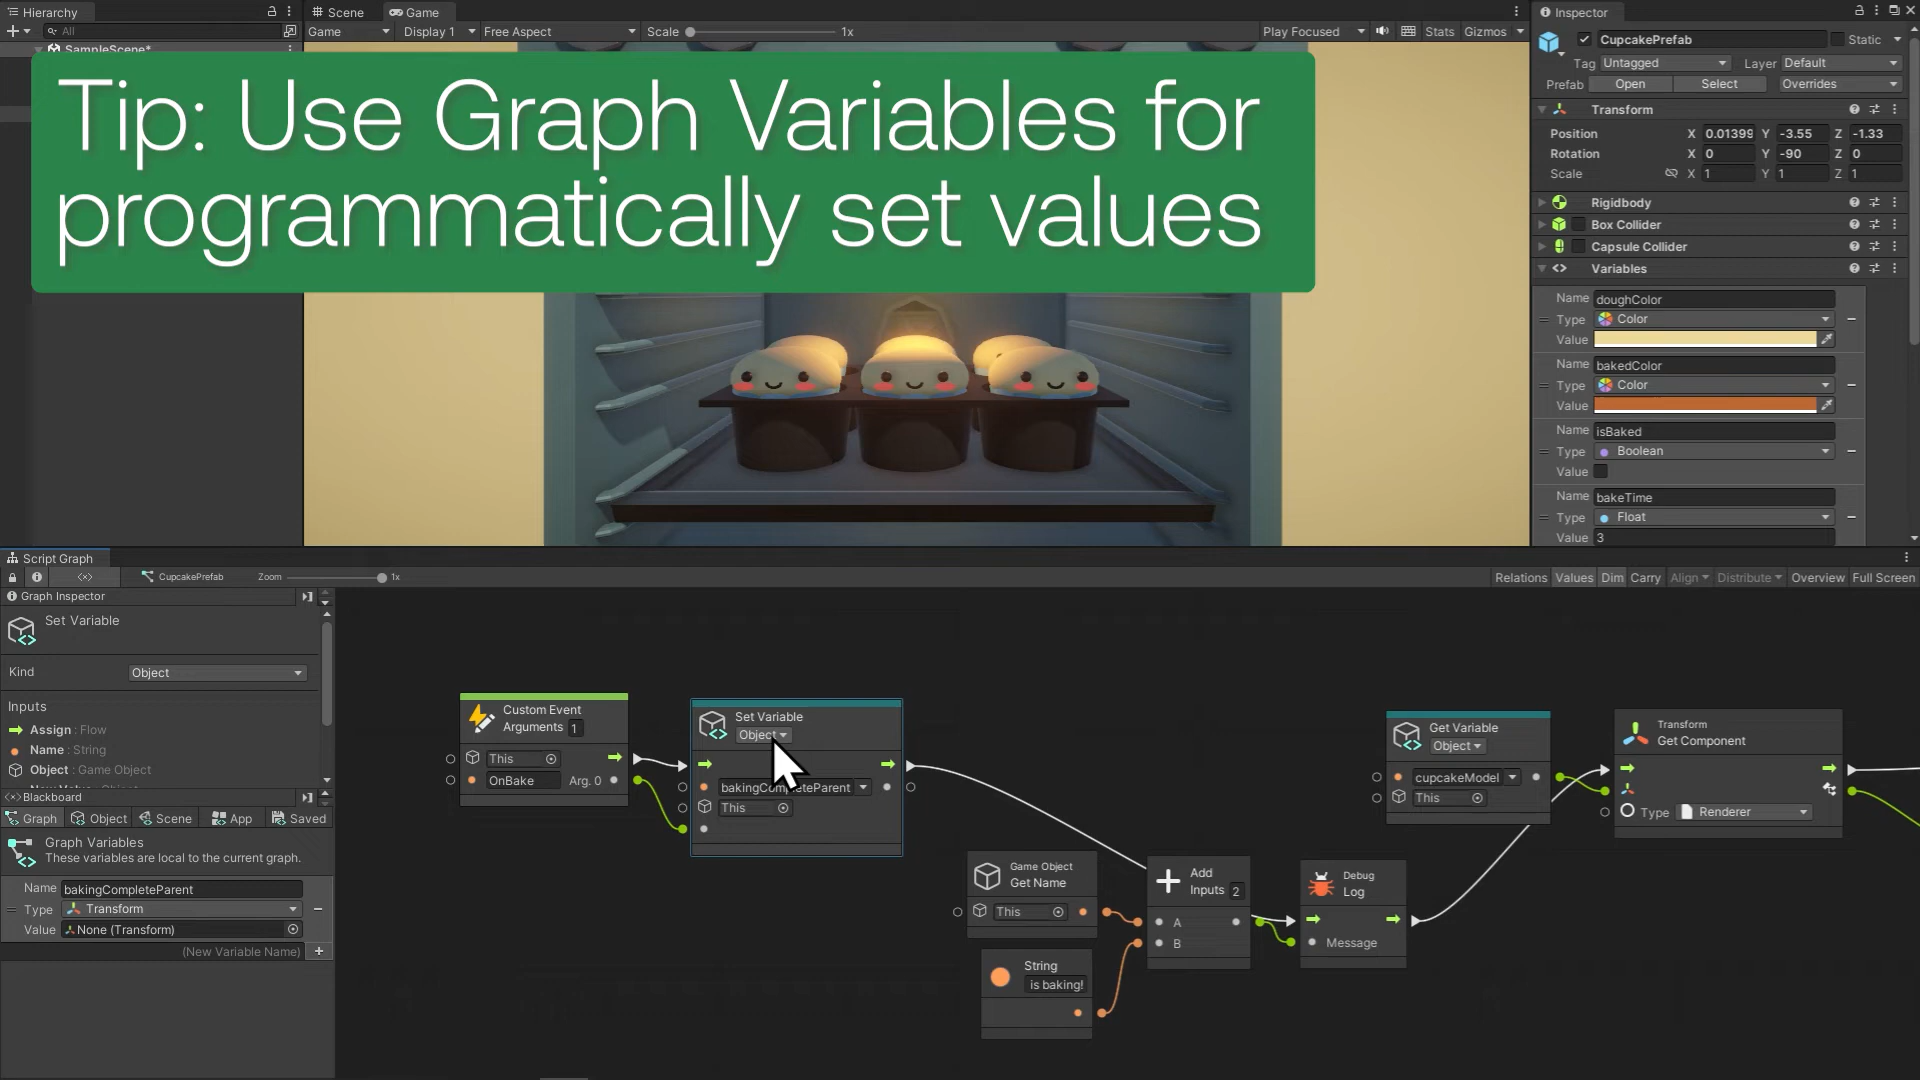 Hierarchy
All
SampleScene*
Scene
Game
Game
Display 1
Free Aspect
Scale
1x
Play Focused
Stats
Gizmos
Tip: Use Graph Variables for
programmatically set values
Inspector
CupcakePrefab
Static
Tag
Untagged
Layer
Default
Prefab
Open
Select
Overrides
Transform
Position
X 0.01399 Y -3.55 Z -1.33
Rotation
X 0 Y -90 Z 0
Scale
X 1 Y 1 Z 1
Rigidbody
Box Collider
Capsule Collider
Variables
Name doughColor
Type Color
Value
Name bakedColor
Type Color
Value
Name isBaked
Type Boolean
Value
Name bakeTime
Type Float
Value 3
Script Graph
CupcakePrefab
Zoom
1x
Relations
Values
Dim
Carry
Align
Distribute
Overview
Full Screen
Graph Inspector
Set Variable
Kind
Object
Inputs
Assign : Flow
Name : String
Object : Game Object
Blackboard
Graph
Object
Scene
App
Saved
Graph Variables
These variables are local to the current graph.
Name bakingCompleteParent
Type Transform
Value None (Transform)
(New Variable Name)
Custom Event
Arguments 1
This
OnBake
Arg. 0
Set Variable
Object
bakingCompleteParent
This
Game Object
Get Name
This
String
is baking!
Add
Inputs 2
A
B
Debug
Log
Message
Get Variable
Object
cupcakeModel
This
Transform
Get Component
Type Renderer